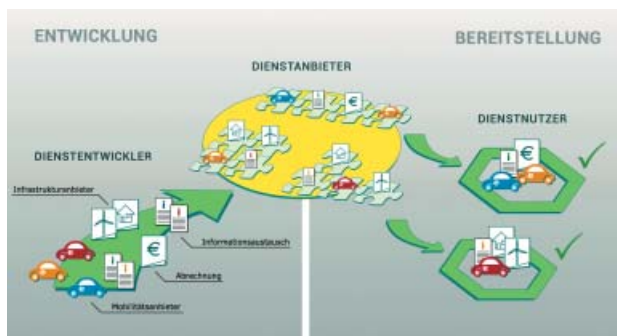 ENTWICKLUNG
BEREITSTELLUNG
DIENSTANBIETER
DIENSTNUTZER
DIENSTENTWICKLER
Infrastrukturanbieter
Informationsaustausch
Abrechnung
Mobilitätsanbieter